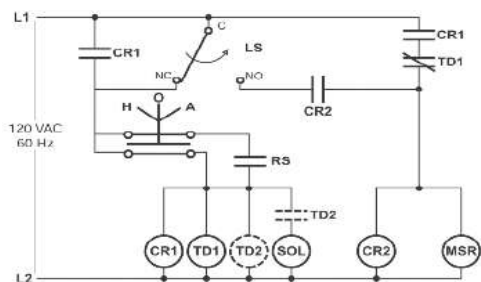 L1
C
CR1
CR1
LS
TD1
NC
NO
H A
CR2
120 VAC
60 Hz
RS
TD2
CR1 TD1 TD2 SOL CR2 MSR
L2